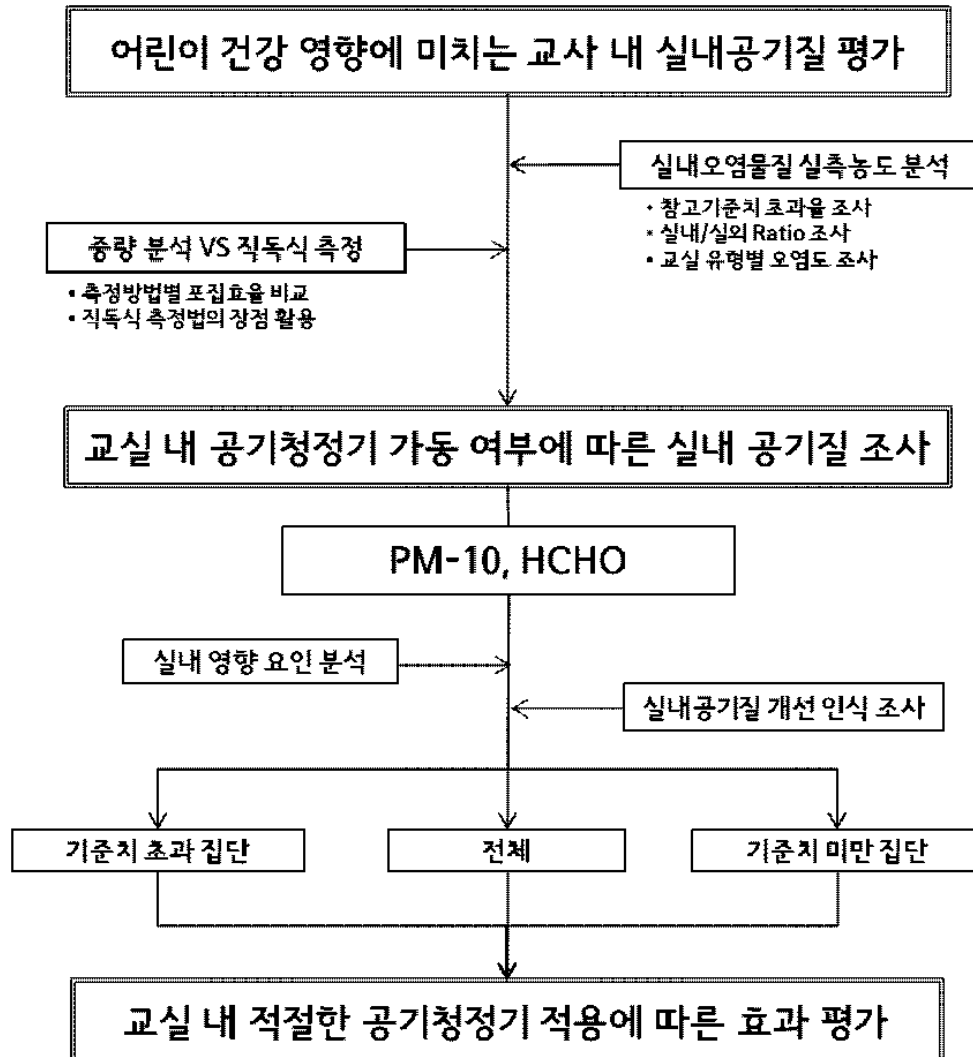 어린이 건강 영향에 미치는 교사 내 실내공기질 평가
실내오염물질 실측농도 분석
• 참고기준치 초과율 조사
• 실내/실외 Ratio 조사
• 교실 유형별 오염도 조사
중량 분석 VS 직독식 측정
• 측정방법별 포집효율 비교
• 직독식 측정법의 장점 활용
교실 내 공기청정기 가동 여부에 따른 실내 공기질 조사
PM-10, HCHO
실내 영향 요인 분석
실내공기질 개선 인식 조사
기준치 초과 집단
전체
기준치 미만 집단
교실 내 적절한 공기청정기 적용에 따른 효과 평가